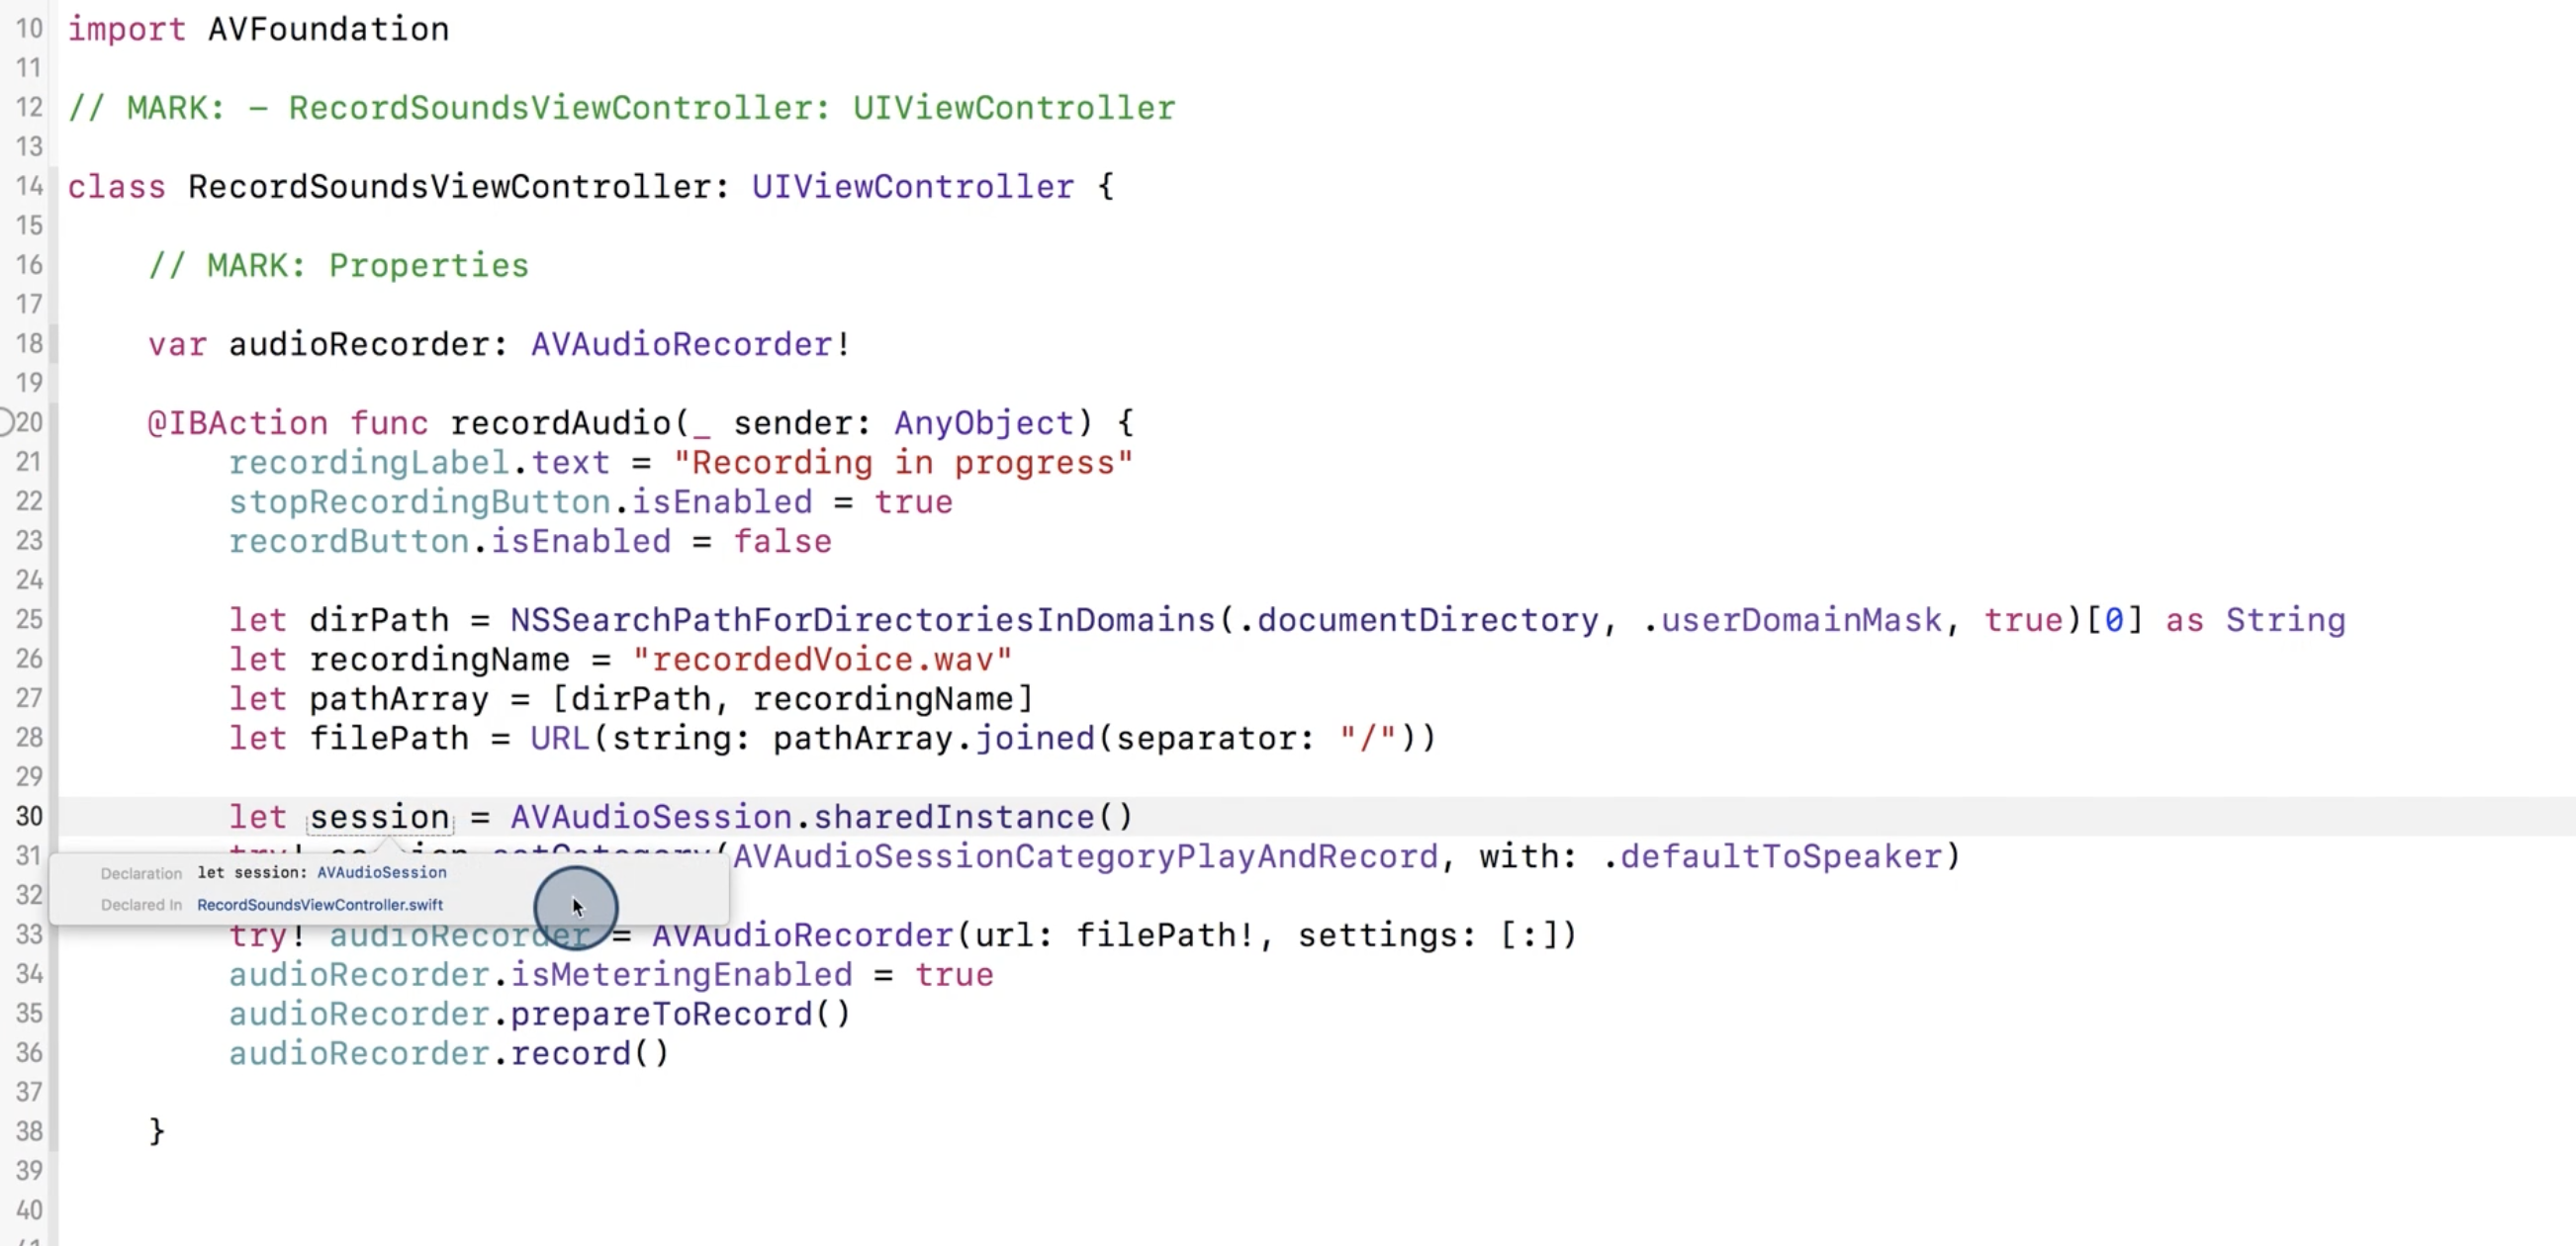 10 import AVFoundation
11
12 // MARK: – RecordSoundsViewController: UIViewController
13
14 class RecordSoundsViewController: UIViewController {
15
16 // MARK: Properties
17
18 var audioRecorder: AVAudioRecorder!
19
20 @IBAction func recordAudio(_ sender: AnyObject) {
21 recordingLabel.text = "Recording in progress"
22 stopRecordingButton.isEnabled = true
23 recordButton.isEnabled = false
24
25 let dirPath = NSSearchPathForDirectoriesInDomains(.documentDirectory, .userDomainMask, true)[0] as String
26 let recordingName = "recordedVoice.wav"
27 let pathArray = [dirPath, recordingName]
28 let filePath = URL(string: pathArray.joined(separator: "/"))
29
30 let session = AVAudioSession.sharedInstance()
31 try! session.setCategory(AVAudioSessionCategoryPlayAndRecord, with: .defaultToSpeaker)
Declaration let session: AVAudioSession
32
Declared In RecordSoundsViewController.swift
33 try! audioRecorder = AVAudioRecorder(url: filePath!, settings: [:])
34 audioRecorder.isMeteringEnabled = true
35 audioRecorder.prepareToRecord()
36 audioRecorder.record()
37
38 }
39
40
41